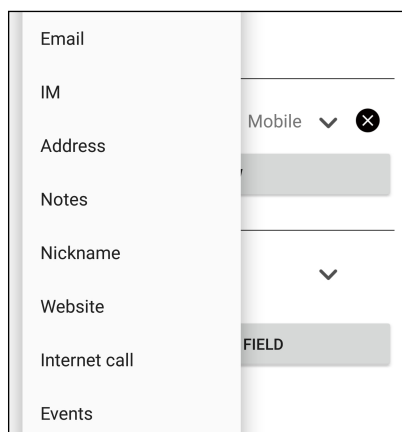 Email
IM
Mobile
Address
Notes
Nickname
Website
FIELD
Internet call
Events